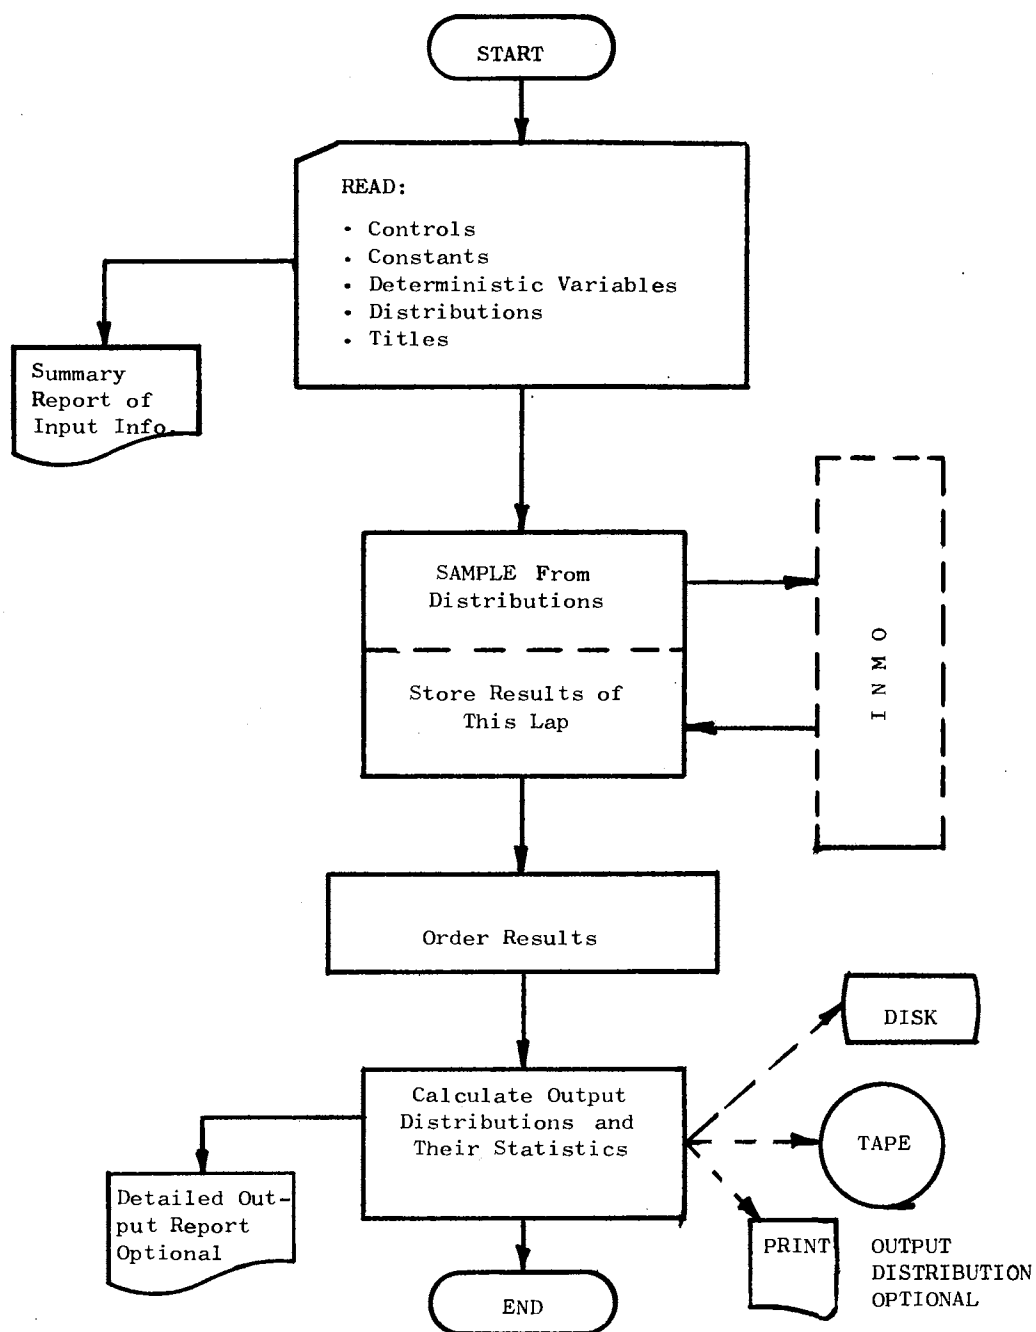 START
READ:
• Controls
• Constants
• Deterministic Variables
• Distributions
• Titles
Summary
Report of
Input Info.
SAMPLE From
Distributions
Store Results of
This Lap
INMO
Order Results
DISK
Calculate Output
Distributions and
Their Statistics
TAPE
Detailed Out-
put Report
Optional
PRINT
OUTPUT
DISTRIBUTION
OPTIONAL
END